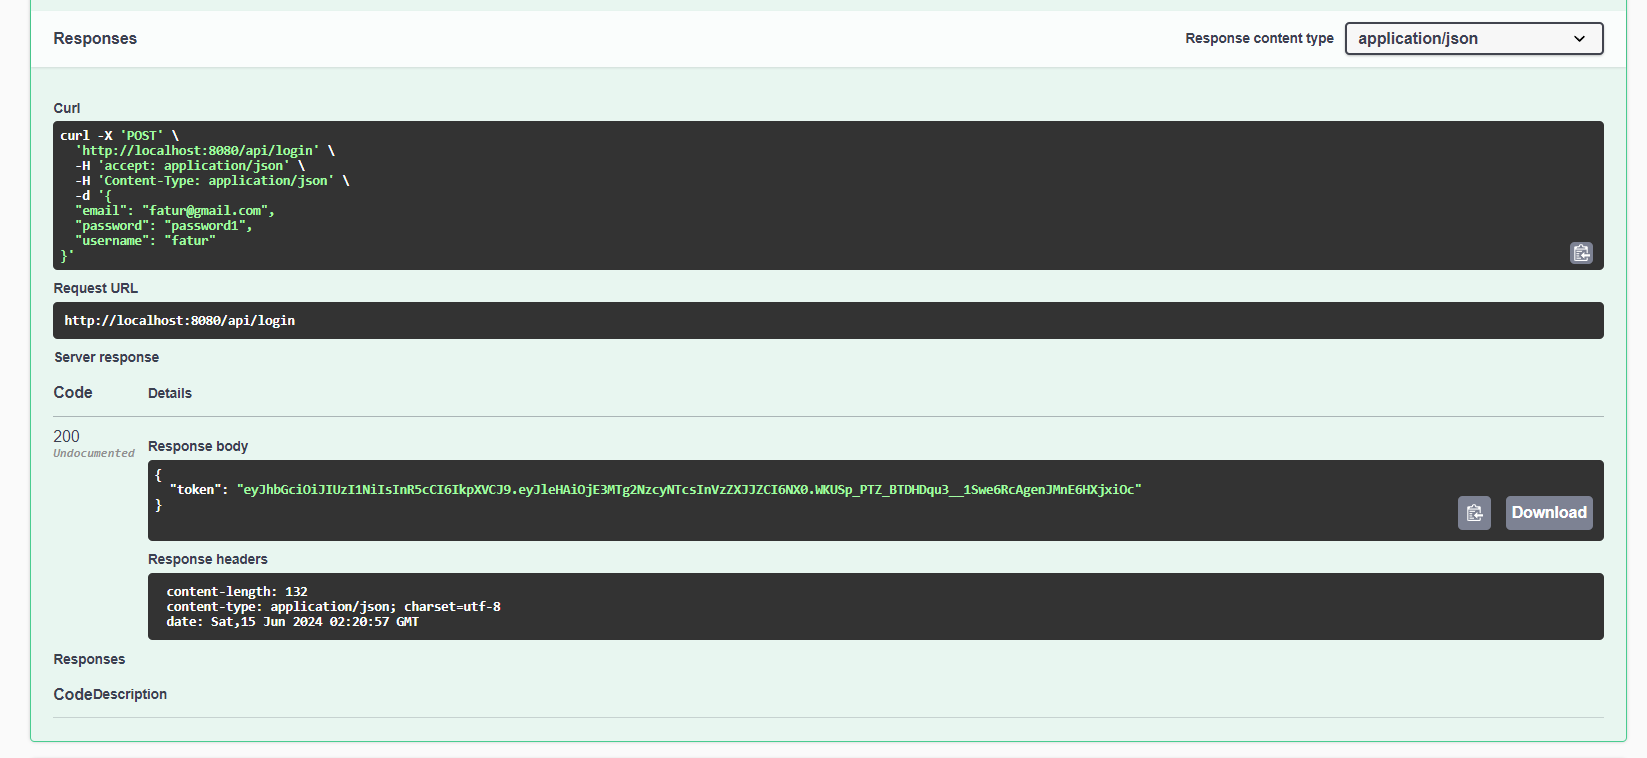 Responses
Response content type
application/json
Curl
curl -X 'POST' \
'http://localhost:8080/api/login' \
-H 'accept: application/json' \
-H 'Content-Type: application/json' \
-d '{
"email": "fatur@gmail.com",
"password": "password1",
"username": "fatur"
}'
Request URL
http://localhost:8080/api/login
Server response
Code Details
200
Undocumented
Response body
{
"token": "eyJhbGciOiJIUzI1NiIsInR5cCI6IkpXVCJ9.eyJleHAiOjE3MTg2NzcyNTcsInVzZXJJZCI6NX0.WKUSp_PTZ_BTDHDqu3__1Swe6RcAgenJMnE6HXjxiOc"
}
Download
Response headers
content-length: 132
content-type: application/json; charset=utf-8
date: Sat,15 Jun 2024 02:20:57 GMT
Responses
CodeDescription